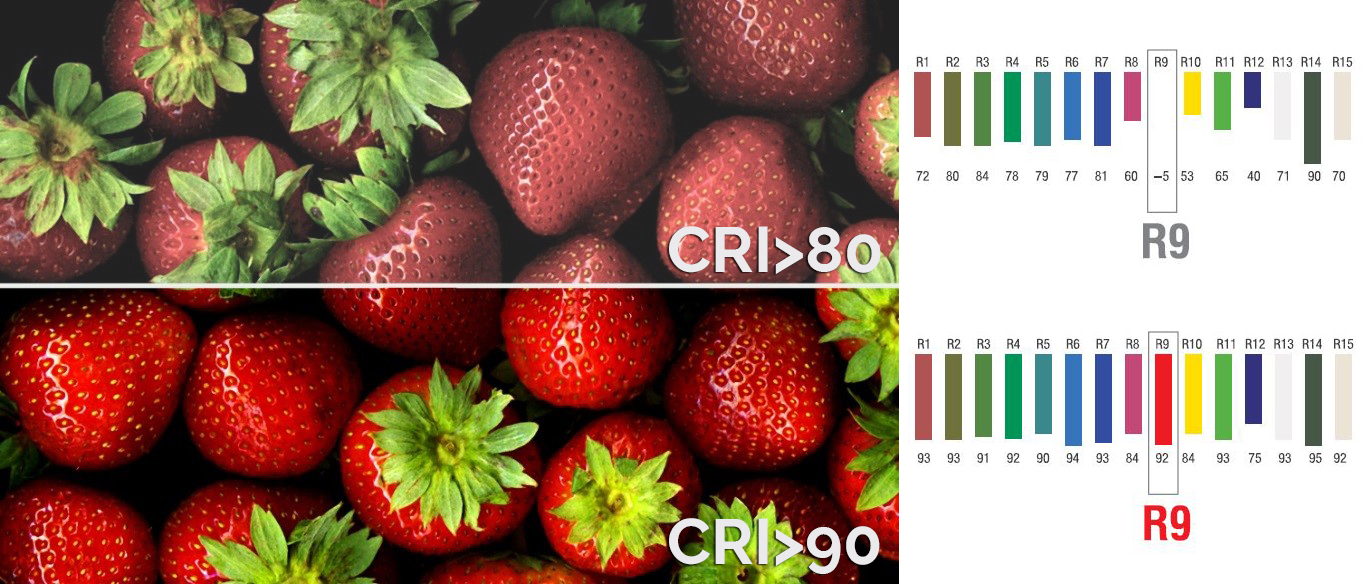 CRI>80
R1 R2 R3 R4 R5 R6 R7 R8 R9 R10 R11 R12 R13 R14 R15
72 80 84 78 79 77 81 60 –5 53 65 40 71 90 70
R9
CRI>90
R1 R2 R3 R4 R5 R6 R7 R8 R9 R10 R11 R12 R13 R14 R15
93 93 91 92 90 94 93 84 92 84 93 75 93 95 92
R9